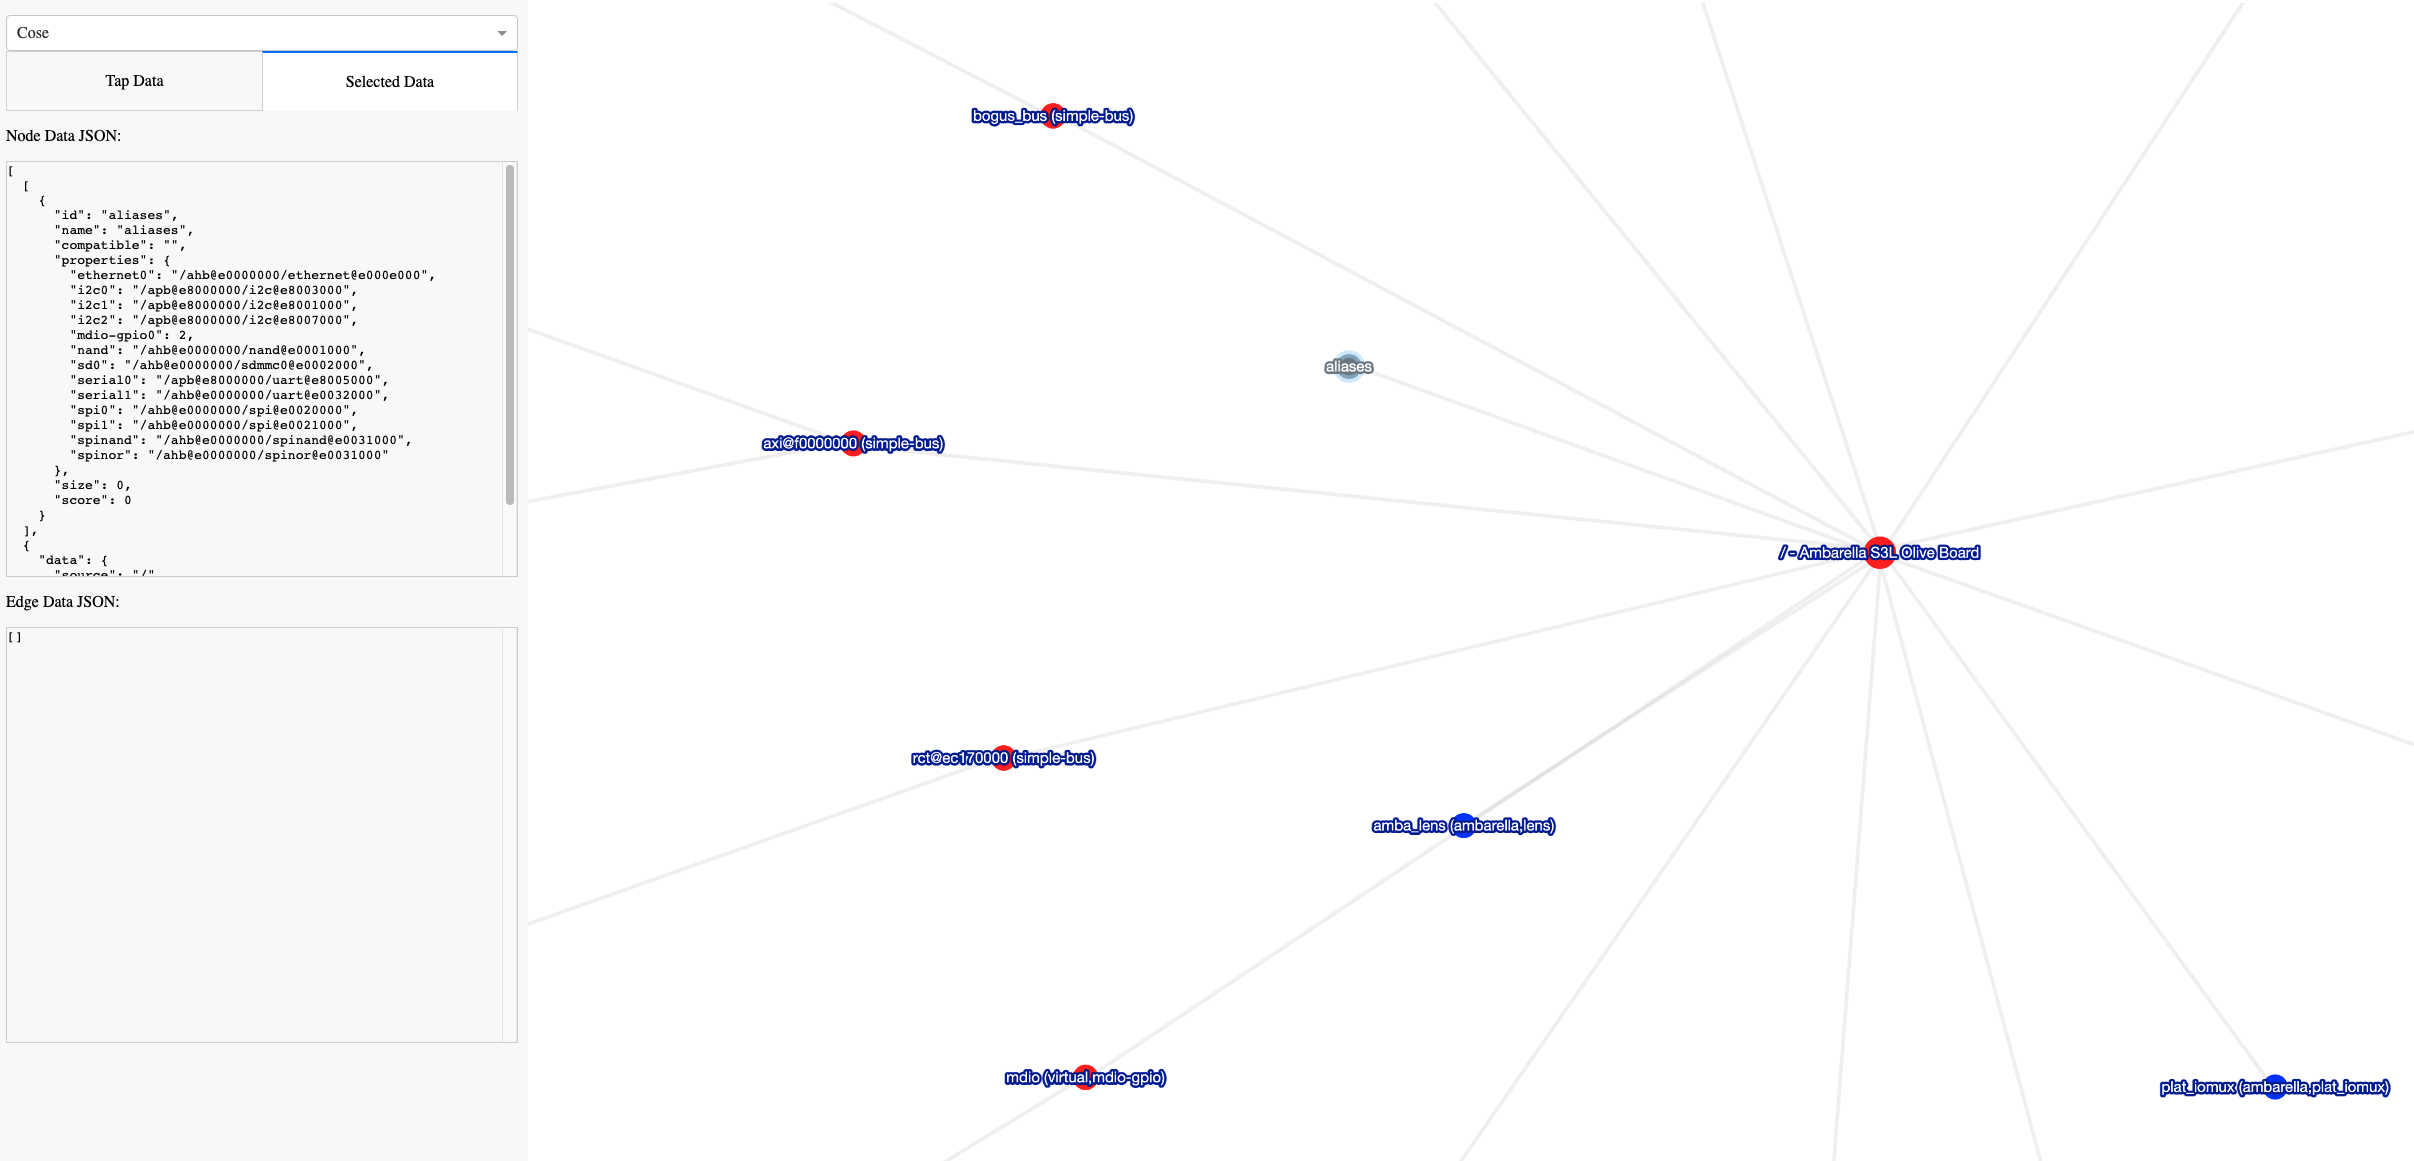 Cose
Tap Data
Selected Data
Node Data JSON:
[
  [
    {
      "id": "aliases",
      "name": "aliases",
      "compatible": "",
      "properties": {
        "ethernet0": "/ahb@e0000000/ethernet@e000e000",
        "i2c0": "/apb@e8000000/i2c@e8003000",
        "i2c1": "/apb@e8000000/i2c@e8001000",
        "i2c2": "/apb@e8000000/i2c@e8007000",
        "mdio-gpio0": 2,
        "nand": "/ahb@e0000000/nand@e0001000",
        "sd0": "/ahb@e0000000/sdmmc0@e0002000",
        "serial0": "/apb@e8000000/uart@e8005000",
        "serial1": "/ahb@e0000000/uart@e0032000",
        "spi0": "/ahb@e0000000/spi@e0020000",
        "spi1": "/ahb@e0000000/spi@e0021000",
        "spinand": "/ahb@e0000000/spinand@e0031000",
        "spinor": "/ahb@e0000000/spinor@e0031000"
      },
      "size": 0,
      "score": 0
    }
  ],
  {
    "data": {
      "source": "/"
Edge Data JSON:
[]
bogus_bus (simple-bus)
aliases
axi@f0000000 (simple-bus)
/ - Ambarella S3L Olive Board
rct@ec170000 (simple-bus)
amba_lens (ambarella,lens)
mdio (virtual,mdio-gpio)
plat_iomux (ambarella,plat_iomux)